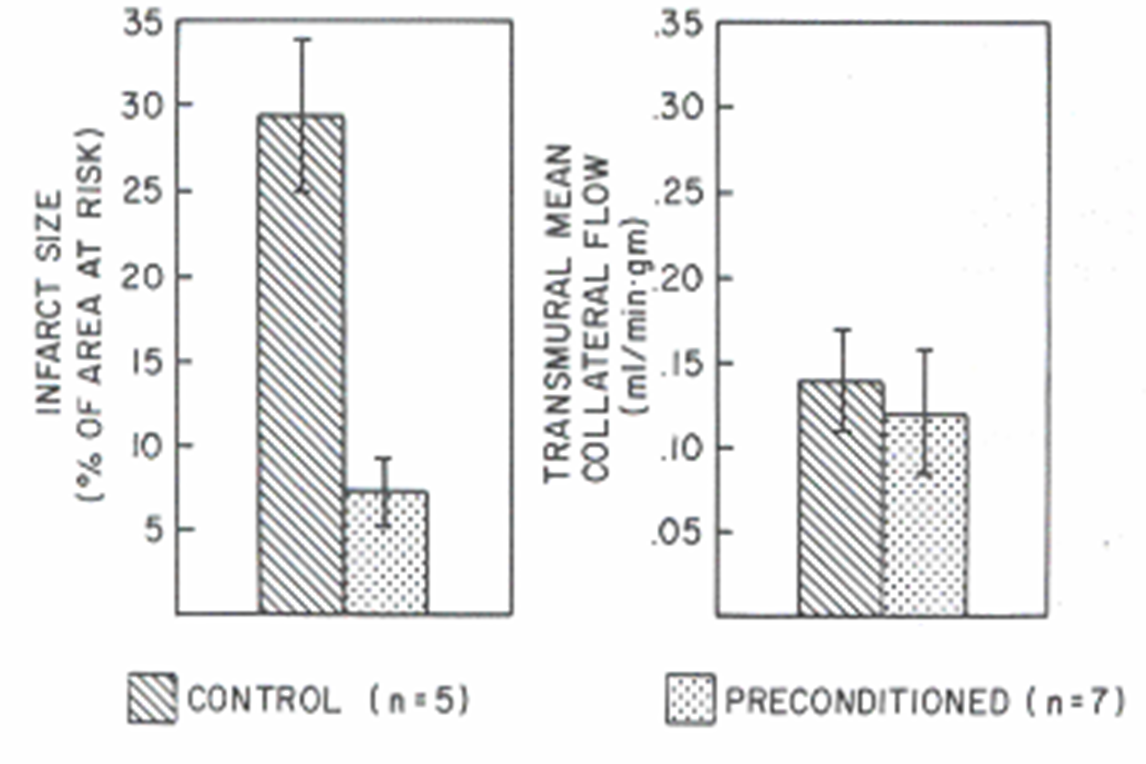 INFARCT SIZE
(% OF AREA AT RISK)
35
30
25
20
15
10
5
TRANSMURAL MEAN
COLLATERAL FLOW
(ml/min·gm)
.35
.30
.25
.20
.15
.10
.05
CONTROL (n=5)
PRECONDITIONED (n=7)